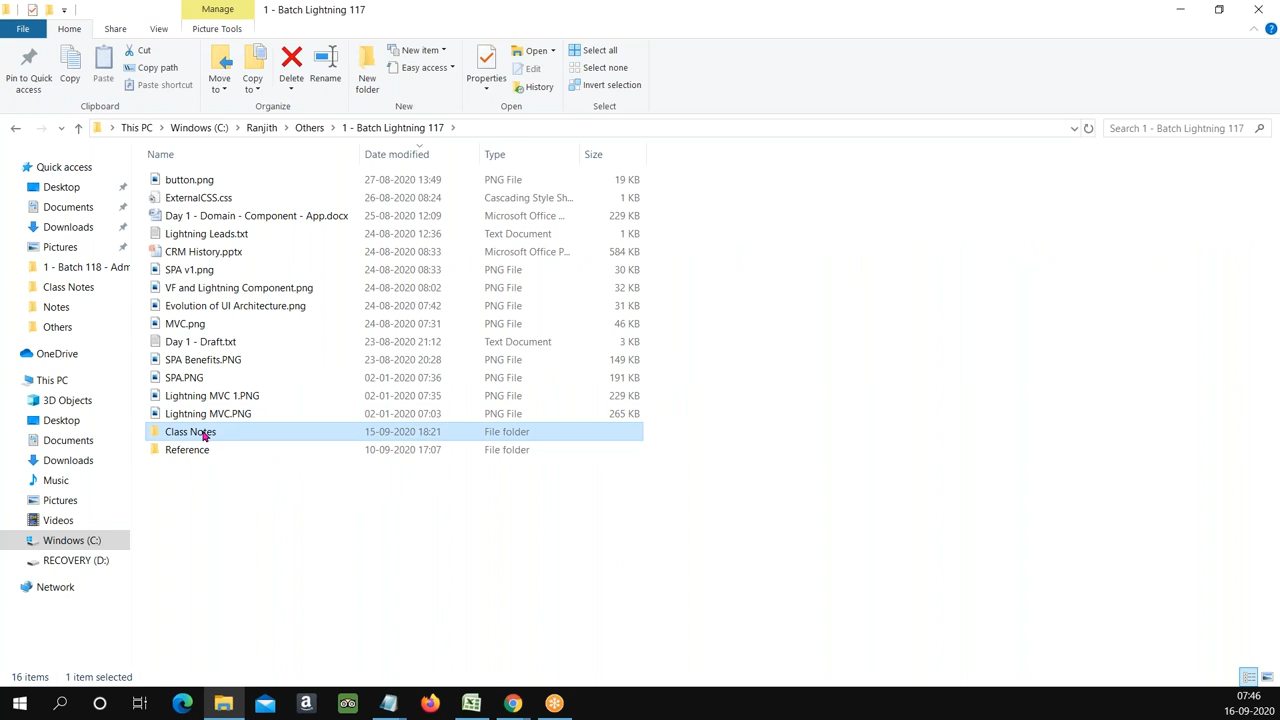 Manage
1 - Batch Lightning 117
File
Home
Share
View
Picture Tools
Pin to Quick access
Copy
Paste
Cut
Copy path
Paste shortcut
Clipboard
Move to
Copy to
Delete
Rename
Organize
New folder
New item
Easy access
New
Properties
Open
Edit
History
Open
Select all
Select none
Invert selection
Select
This PC
Windows (C:)
Ranjith
Others
1 - Batch Lightning 117
Search 1 - Batch Lightning 117
Name Date modified Type Size
button.png 27-08-2020 13:49 PNG File 19 KB
ExternalCSS.css 26-08-2020 08:24 Cascading Style Sh... 1 KB
Day 1 - Domain - Component - App.docx 25-08-2020 12:09 Microsoft Office ... 229 KB
Lightning Leads.txt 24-08-2020 12:36 Text Document 1 KB
CRM History.pptx 24-08-2020 08:33 Microsoft Office P... 584 KB
SPA v1.png 24-08-2020 08:33 PNG File 30 KB
VF and Lightning Component.png 24-08-2020 08:02 PNG File 32 KB
Evolution of UI Architecture.png 24-08-2020 07:42 PNG File 31 KB
MVC.png 24-08-2020 07:31 PNG File 46 KB
Day 1 - Draft.txt 23-08-2020 21:12 Text Document 3 KB
SPA Benefits.PNG 23-08-2020 20:28 PNG File 149 KB
SPA.PNG 02-01-2020 07:36 PNG File 191 KB
Lightning MVC 1.PNG 02-01-2020 07:35 PNG File 229 KB
Lightning MVC.PNG 02-01-2020 07:03 PNG File 265 KB
Class Notes 15-09-2020 18:21 File folder
Reference 10-09-2020 17:07 File folder
Quick access
Desktop
Documents
Downloads
Pictures
1 - Batch 118 - Adm
Class Notes
Notes
Others
OneDrive
This PC
3D Objects
Desktop
Documents
Downloads
Music
Pictures
Videos
Windows (C:)
RECOVERY (D:)
Network
16 items 1 item selected
07:46
16-09-2020